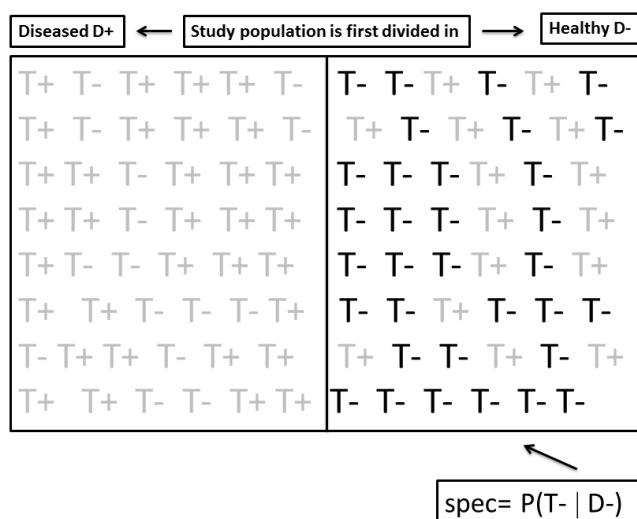 Diseased D+ Study population is first divided in Healthy D-
T+ T- T+ T+ T+ T- T- T- T+ T- T+ T-
T+ T- T+ T+ T+ T- T+ T- T+ T- T+ T-
T+ T+ T- T+ T+ T+ T- T- T- T+ T- T+
T+ T+ T- T+ T+ T+ T- T- T- T+ T- T+
T+ T- T- T+ T+ T+ T- T- T- T+ T- T+
T+ T+ T- T- T- T+ T- T- T+ T- T- T-
T- T+ T+ T- T+ T+ T+ T- T- T+ T- T+
T+ T+ T- T- T+ T+ T- T- T- T- T- T-
spec= P(T- | D-)